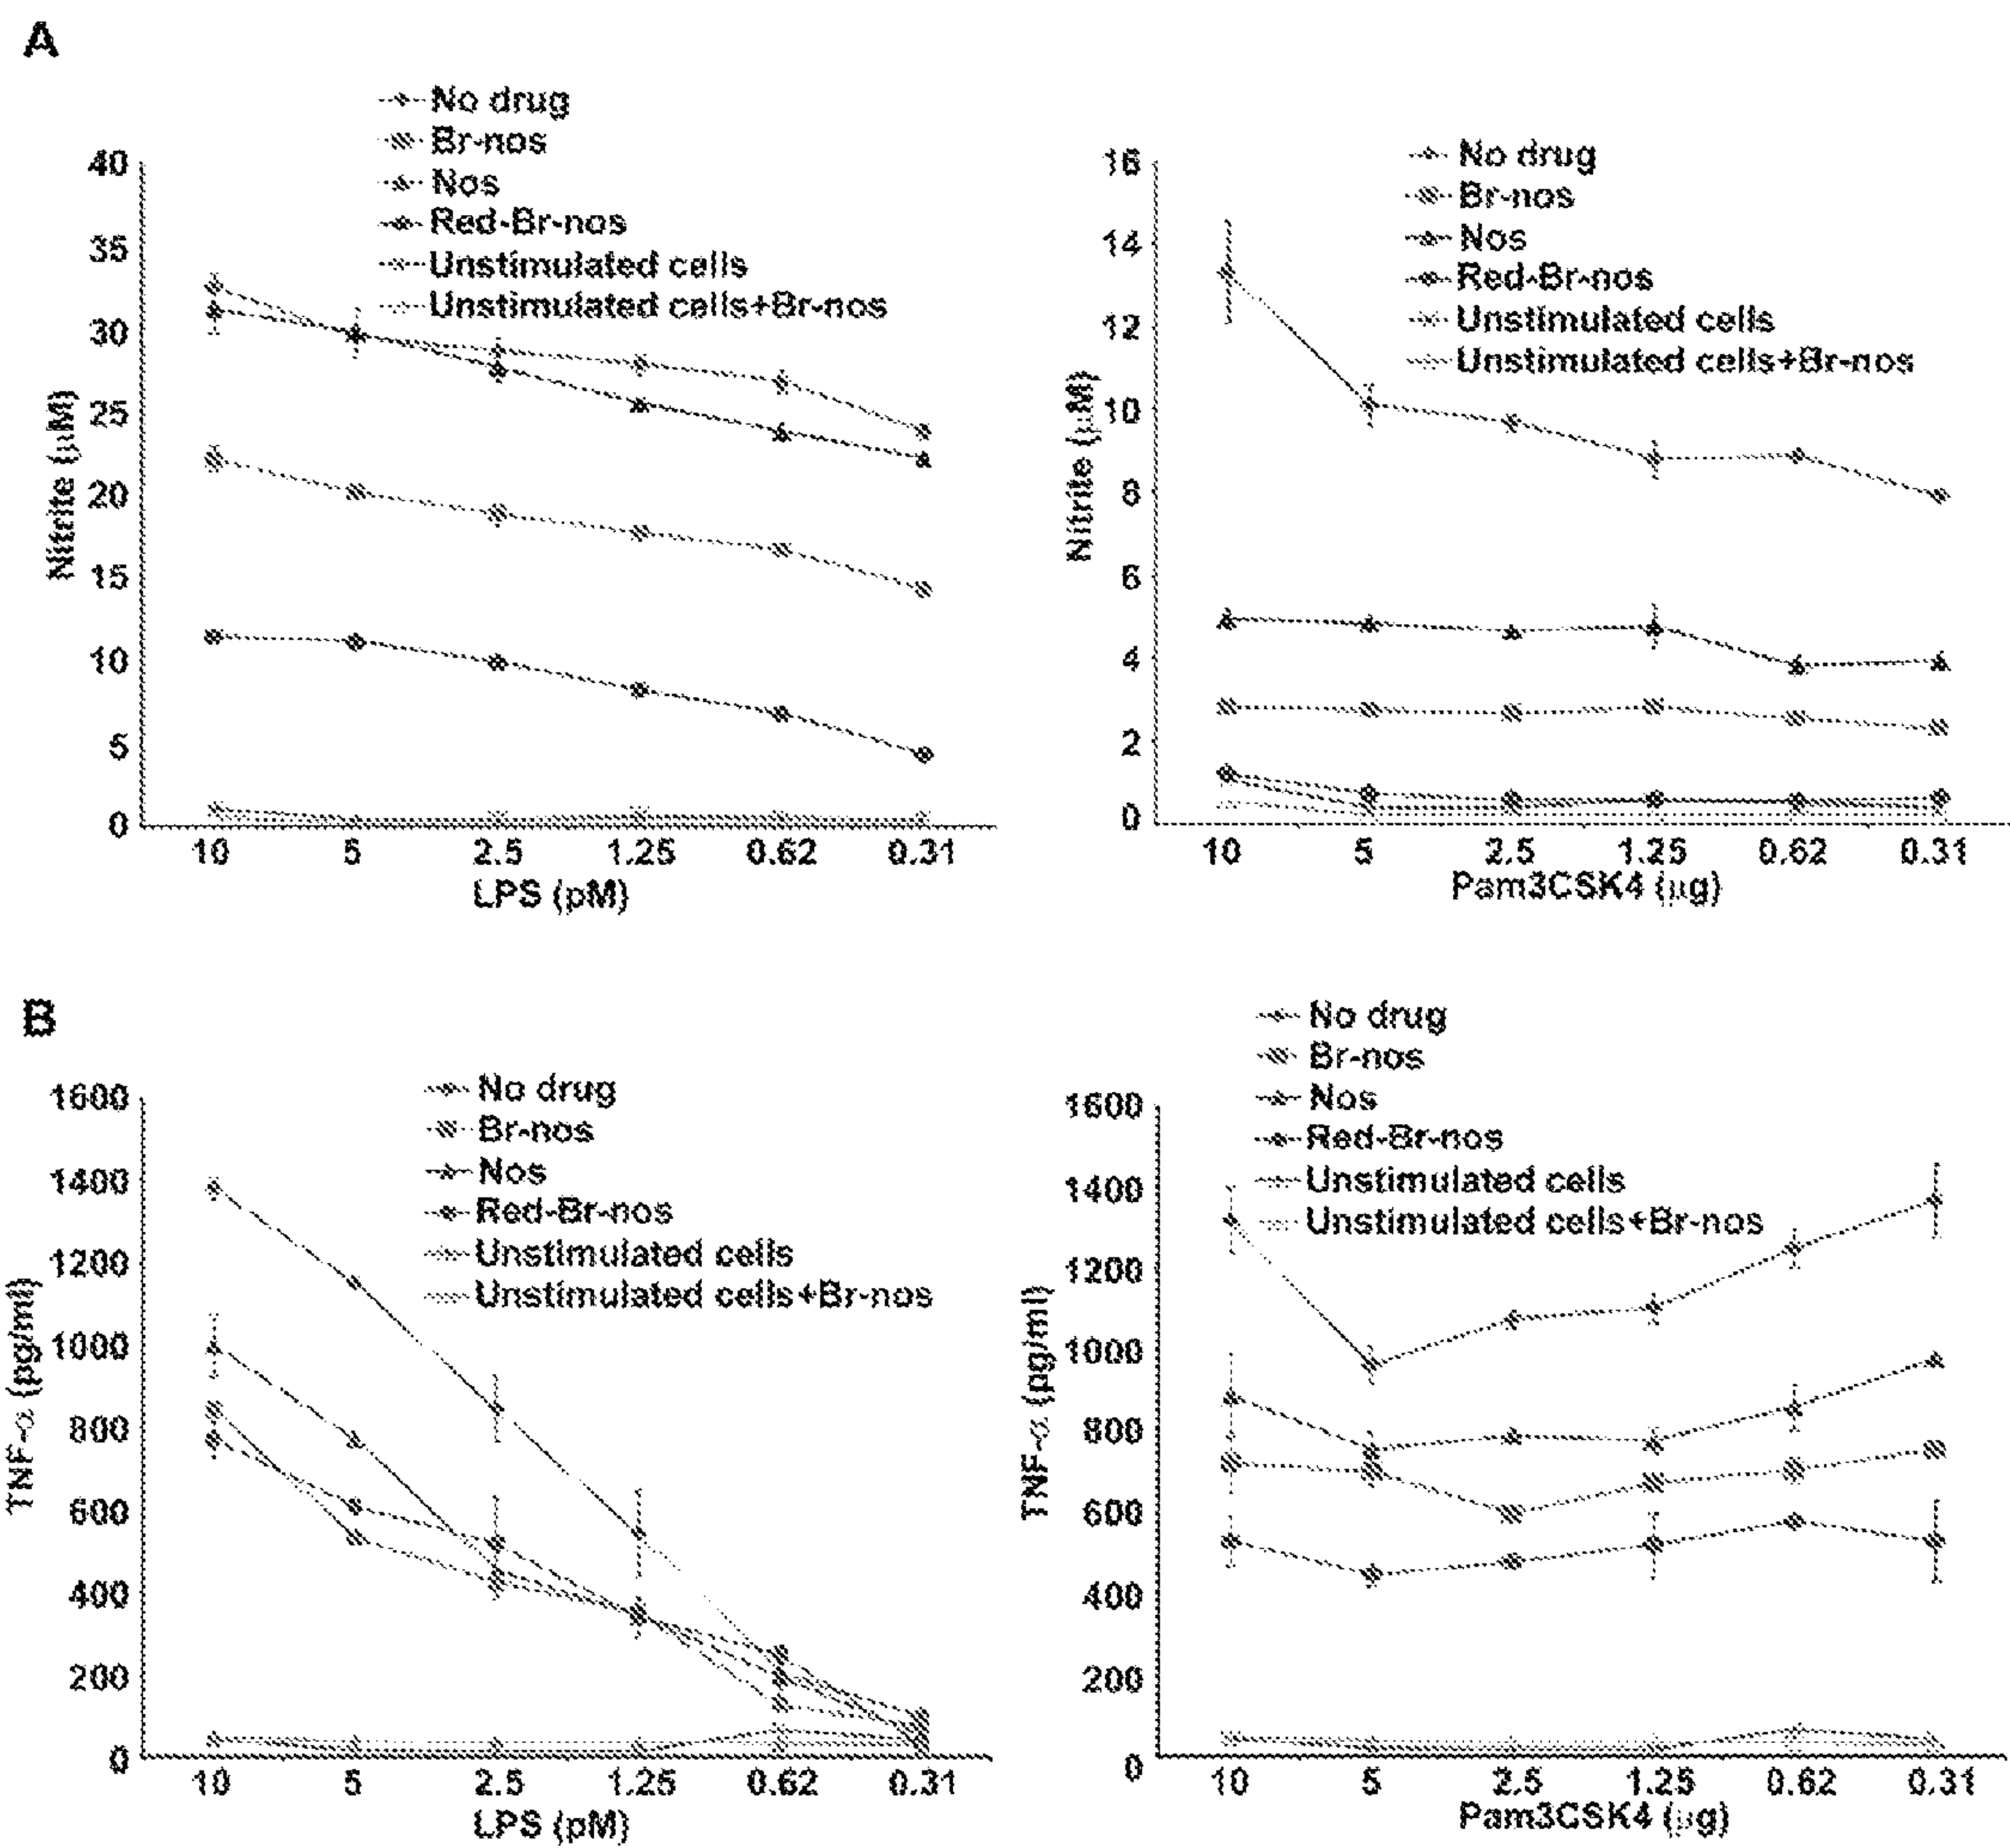 A
No drug
Br-nos
Nos
Red-Br-nos
Unstimulated cells
Unstimulated cells+Br-nos
40
35
30
25
20
15
10
5
0
Nitrite (μM)
10 5 2.5 1.25 0.62 0.31
LPS (pM)
No drug
Br-nos
Nos
Red-Br-nos
Unstimulated cells
Unstimulated cells+Br-nos
16
14
12
10
8
6
4
2
0
Nitrite (μM)
10 5 2.5 1.25 0.62 0.31
Pam3CSK4 (μg)
B
No drug
Br-nos
Nos
Red-Br-nos
Unstimulated cells
Unstimulated cells+Br-nos
1600
1400
1200
1000
800
600
400
200
0
TNF-α (pg/ml)
10 5 2.5 1.25 0.62 0.31
LPS (pM)
No drug
Br-nos
Nos
Red-Br-nos
Unstimulated cells
Unstimulated cells+Br-nos
1600
1400
1200
1000
800
600
400
200
0
TNF-α (pg/ml)
10 5 2.5 1.25 0.62 0.31
Pam3CSK4 (μg)